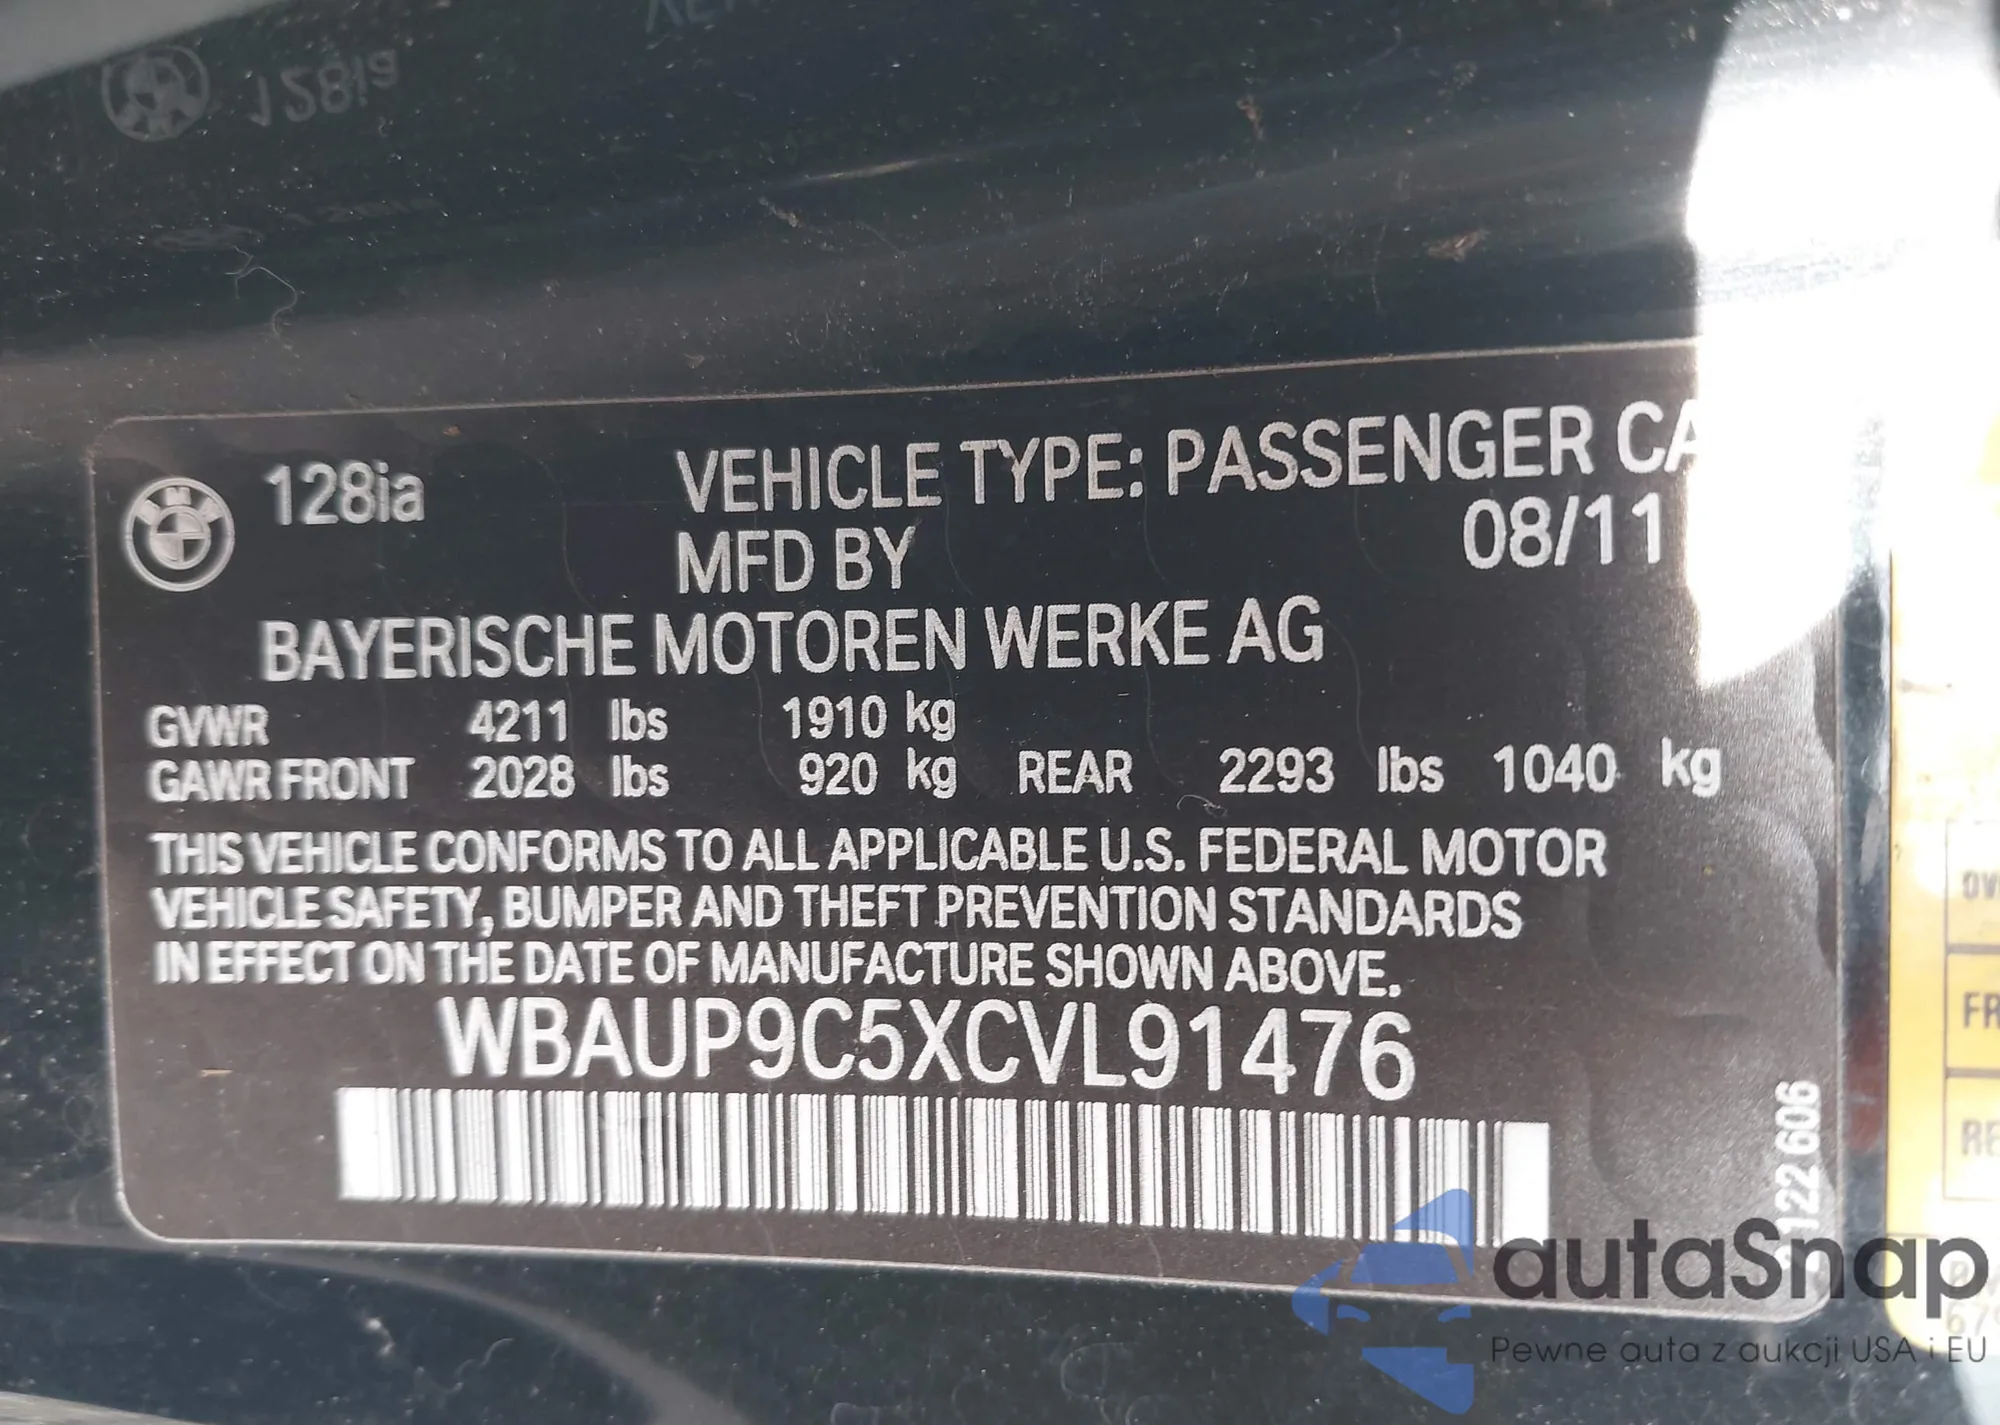 128ia
128ia VEHICLE TYPE: PASSENGER CA
MFD BY 08/11
BAYERISCHE MOTOREN WERKE AG
GVWR 4211 lbs 1910 kg
GAWR FRONT 2028 lbs 920 kg REAR 2293 lbs 1040 kg
THIS VEHICLE CONFORMS TO ALL APPLICABLE U.S. FEDERAL MOTOR
VEHICLE SAFETY, BUMPER AND THEFT PREVENTION STANDARDS
IN EFFECT ON THE DATE OF MANUFACTURE SHOWN ABOVE.
WBAUP9C5XCVL91476
autaSnap
Pewne auta z aukcji USA i EU
FR
RE